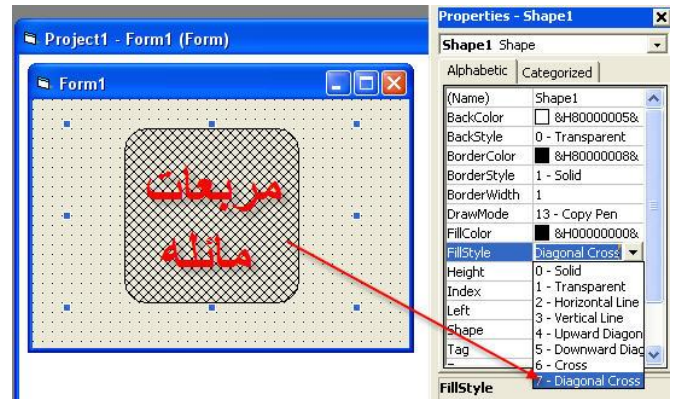 Project1 - Form1 (Form)
Form1
مربعات
مائله
Properties - Shape1
Shape1 Shape
Alphabetic Categorized
(Name) Shape1
BackColor &H80000005&
BackStyle 0 - Transparent
BorderColor &H80000008&
BorderStyle 1 - Solid
BorderWidth 1
DrawMode 13 - Copy Pen
FillColor &H00000000&
FillStyle Diagonal Cross
Height
Index
Left
Shape
Tag
0 - Solid
1 - Transparent
2 - Horizontal Line
3 - Vertical Line
4 - Upward Diagon
5 - Downward Diag
6 - Cross
7 - Diagonal Cross
FillStyle